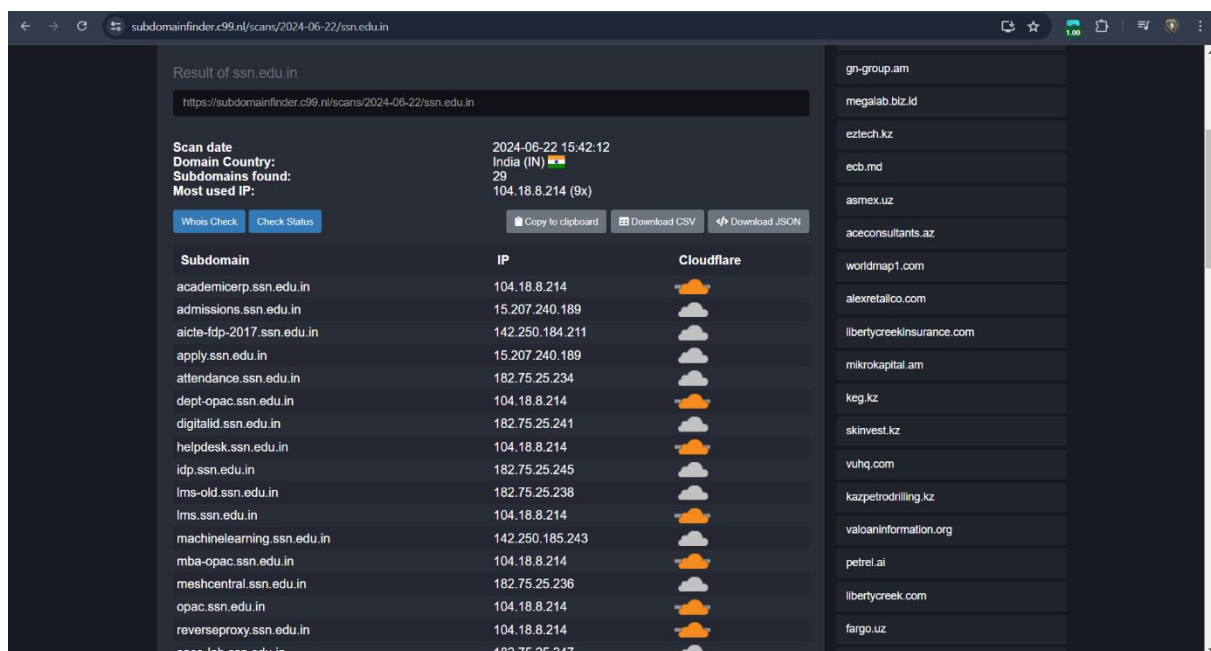 subdomainfinder.c99.nl/scans/2024-06-22/ssn.edu.in
1.00
Result of ssn.edu.in
https://subdomainfinder.c99.nl/scans/2024-06-22/ssn.edu.in
Scan date 2024-06-22 15:42:12
Domain Country: India (IN)
Subdomains found: 29
Most used IP: 104.18.8.214 (9x)
Whois Check Check Status Copy to clipboard Download CSV Download JSON
Subdomain IP Cloudflare
academicerp.ssn.edu.in 104.18.8.214
admissions.ssn.edu.in 15.207.240.189
aicte-fdp-2017.ssn.edu.in 142.250.184.211
apply.ssn.edu.in 15.207.240.189
attendance.ssn.edu.in 182.75.25.234
dept-opac.ssn.edu.in 104.18.8.214
digitalid.ssn.edu.in 182.75.25.241
helpdesk.ssn.edu.in 104.18.8.214
idp.ssn.edu.in 182.75.25.245
lms-old.ssn.edu.in 182.75.25.238
lms.ssn.edu.in 104.18.8.214
machinelearning.ssn.edu.in 142.250.185.243
mba-opac.ssn.edu.in 104.18.8.214
meshcentral.ssn.edu.in 182.75.25.236
opac.ssn.edu.in 104.18.8.214
reverseproxy.ssn.edu.in 104.18.8.214
gn-group.am
megalab.biz.id
eztech.kz
ecb.md
asmex.uz
aceconsultants.az
worldmap1.com
alexretailco.com
libertycreekinsurance.com
mikrokapital.am
keg.kz
skinvest.kz
vuhq.com
kazpetrodrilling.kz
valoaninformation.org
petrel.ai
libertycreek.com
fargo.uz